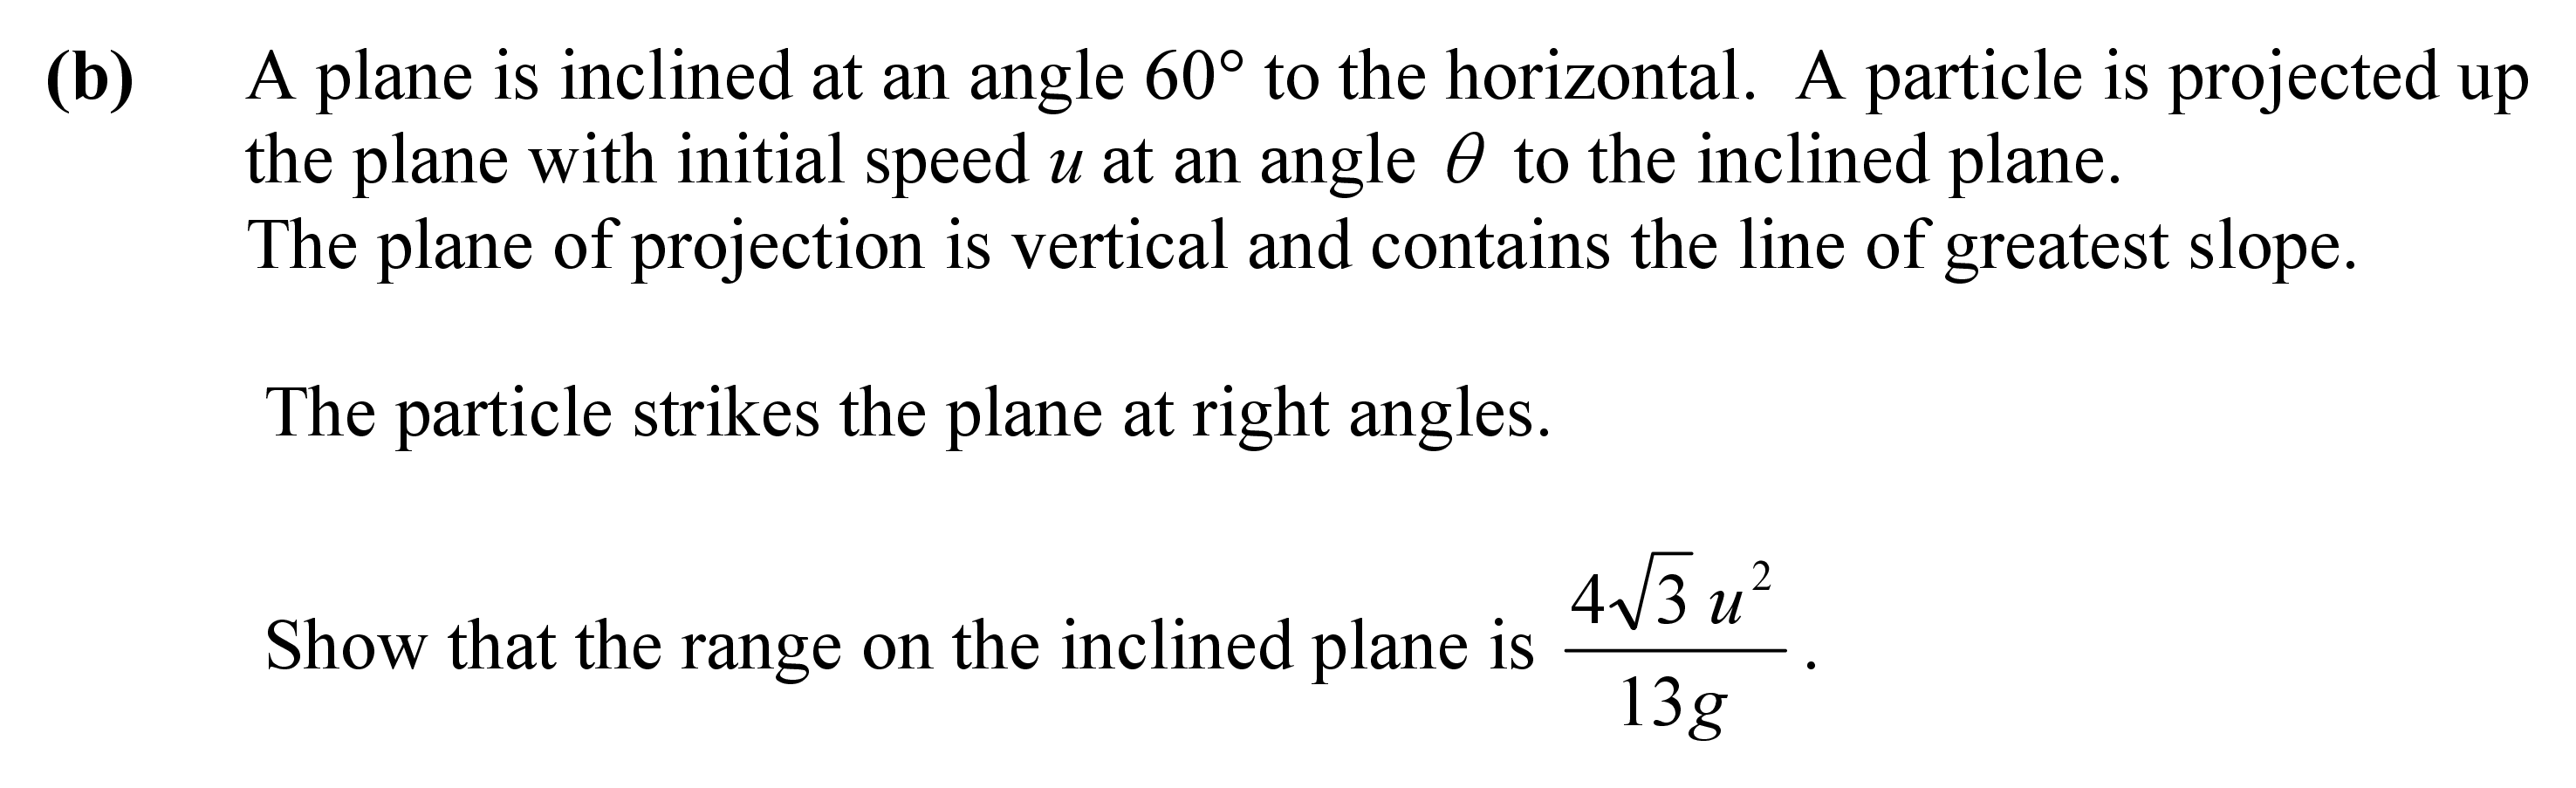 (b) A plane is inclined at an angle 60° to the horizontal. A particle is projected up
the plane with initial speed u at an angle θ to the inclined plane.
The plane of projection is vertical and contains the line of greatest slope.
The particle strikes the plane at right angles.
Show that the range on the inclined plane is \frac{4\sqrt{3} u^2}{13g}.